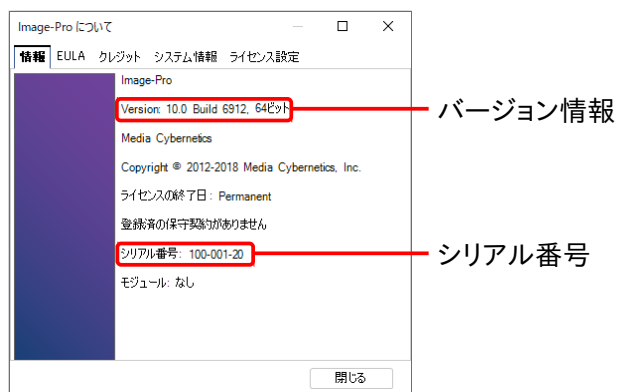 Image-Pro について
情報 EULA クレジット システム情報 ライセンス設定
Image-Pro
Version: 10.0 Build 6912, 64ビット
バージョン情報
Media Cybernetics
Copyright © 2012-2018 Media Cybernetics, Inc.
ライセンスの終了日: Permanent
登録済の保守契約がありません
シリアル番号: 100-001-20
シリアル番号
モジュール: なし
閉じる